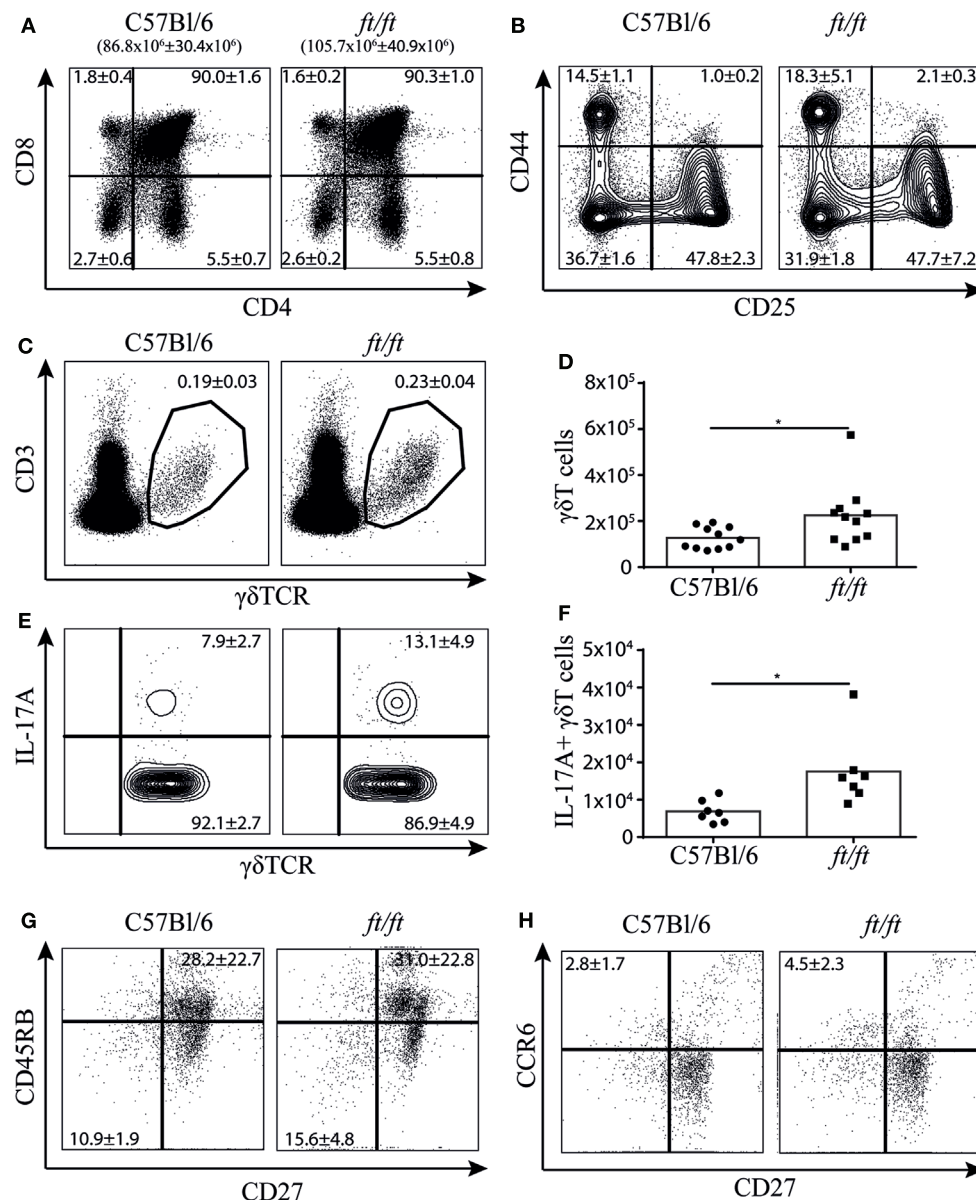 A
C57Bl/6
ft/ft
(86.8x10⁶±30.4x10⁶)
(105.7x10⁶±40.9x10⁶)
1.8±0.4
90.0±1.6
1.6±0.2
90.3±1.0
CD8
2.7±0.6
5.5±0.7
2.6±0.2
5.5±0.8
CD4
B
C57Bl/6
ft/ft
14.5±1.1
1.0±0.2
18.3±5.1
2.1±0.3
CD44
36.7±1.6
47.8±2.3
31.9±1.8
47.7±7.2
CD25
C
C57Bl/6
ft/ft
0.19±0.03
0.23±0.04
CD3
γδTCR
D
8x10⁵
6x10⁵
4x10⁵
2x10⁵
0
γδT cells
*
C57Bl/6
ft/ft
E
7.9±2.7
13.1±4.9
IL-17A
92.1±2.7
86.9±4.9
γδTCR
F
5x10⁴
4x10⁴
3x10⁴
2x10⁴
1x10⁴
0
IL-17A+ γδT cells
*
C57Bl/6
ft/ft
G
C57Bl/6
ft/ft
28.2±22.7
31.0±22.8
CD45RB
10.9±1.9
15.6±4.8
CD27
H
C57Bl/6
ft/ft
2.8±1.7
4.5±2.3
CCR6
CD27